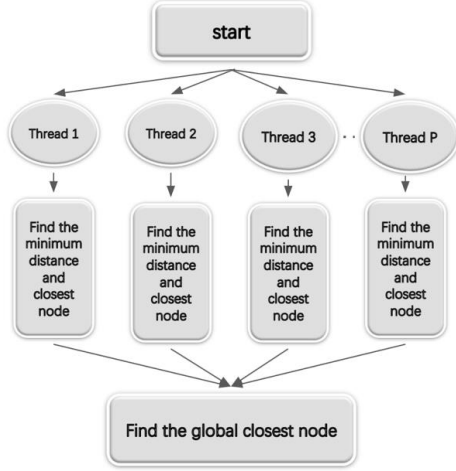 start
Thread 1
Thread 2
Thread 3
. .
Thread P
Find the
minimum
distance
and
closest
node
Find the
minimum
distance
and
closest
node
Find the
minimum
distance
and
closest
node
Find the
minimum
distance
and
closest
node
Find the global closest node